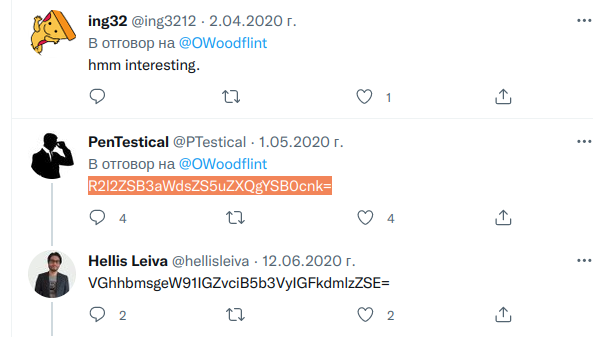 ing32 @ing3212 · 2.04.2020 г.
В отговор на @OWoodflint
hmm interesting.
1
PenTestical @PTestical · 1.05.2020 г.
В отговор на @OWoodflint
R2l2ZSB3aWdsZS5uZXQgYSB0cnk=
4 4
Hellis Leiva @hellisleiva · 12.06.2020 г.
VGhhbmsgeW91IGZvciB5b3VyIGFkdmlzZSE=
2 2